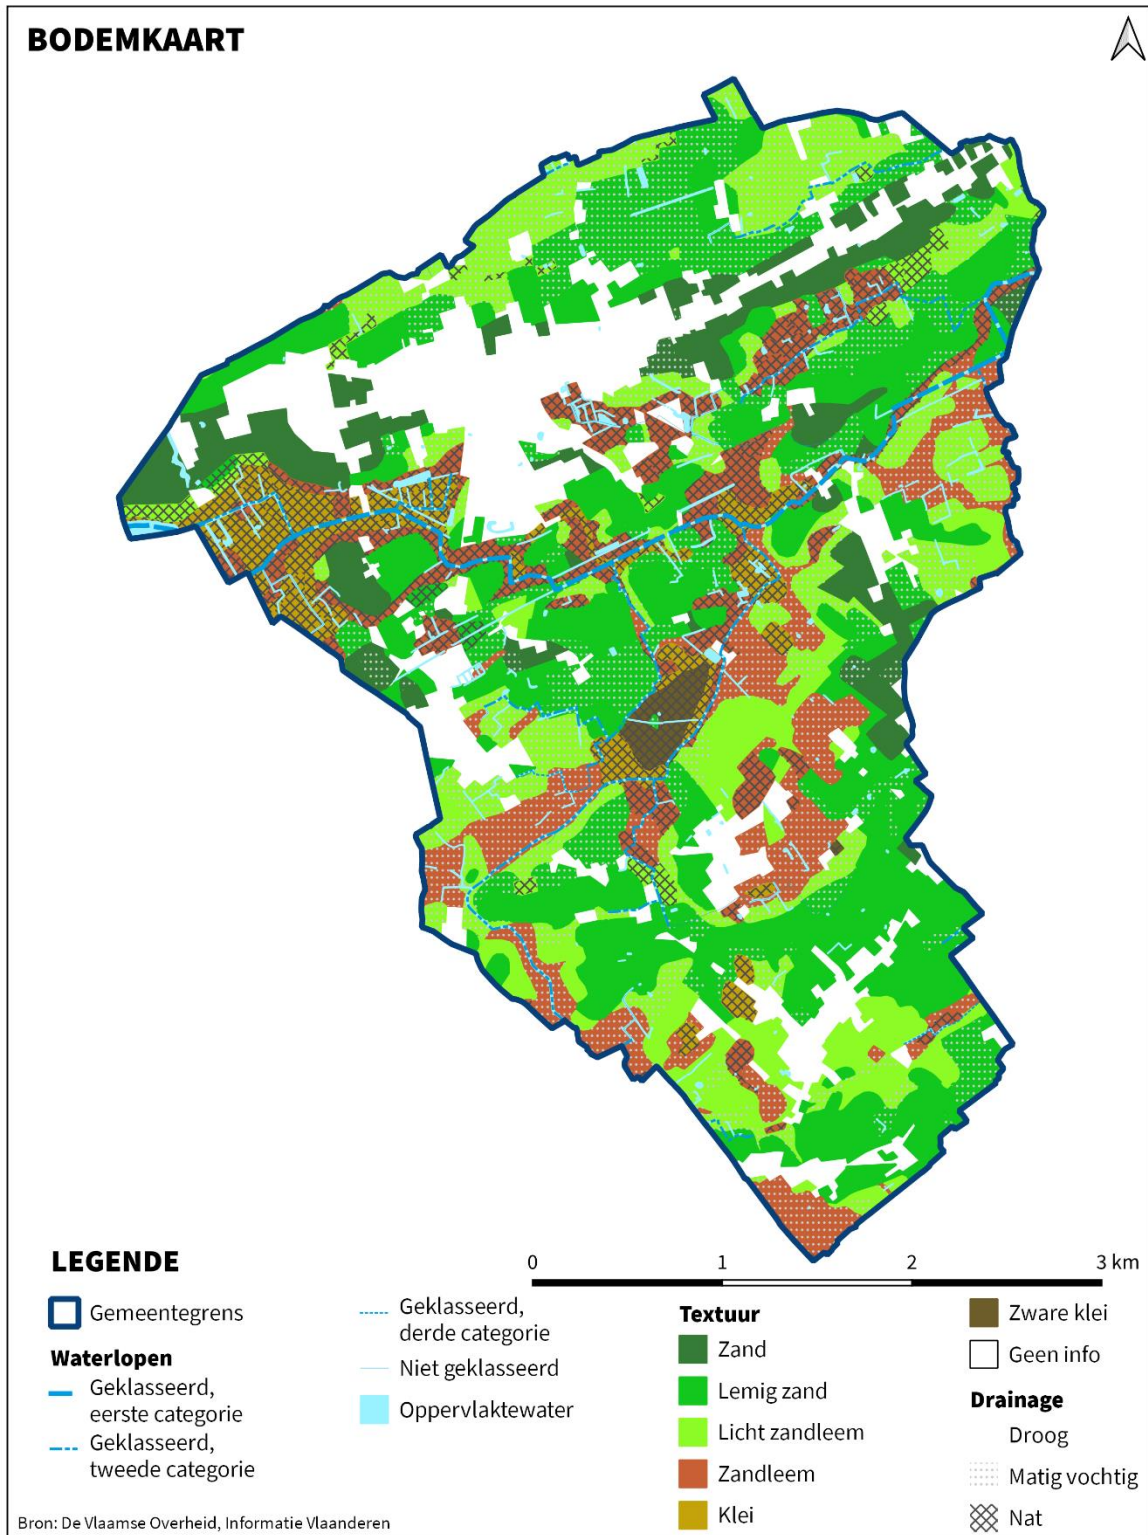 BODEMKAART
LEGENDE
Gemeentegrens
Waterlopen
Geklasseerd,
eerste categorie
Geklasseerd,
tweede categorie
Geklasseerd,
derde categorie
Niet geklasseerd
Oppervlaktewater
0 1 2 3 km
Textuur
Zand
Lemig zand
Licht zandleem
Zandleem
Klei
Zware klei
Geen info
Drainage
Droog
Matig vochtig
Nat
Bron: De Vlaamse Overheid, Informatie Vlaanderen